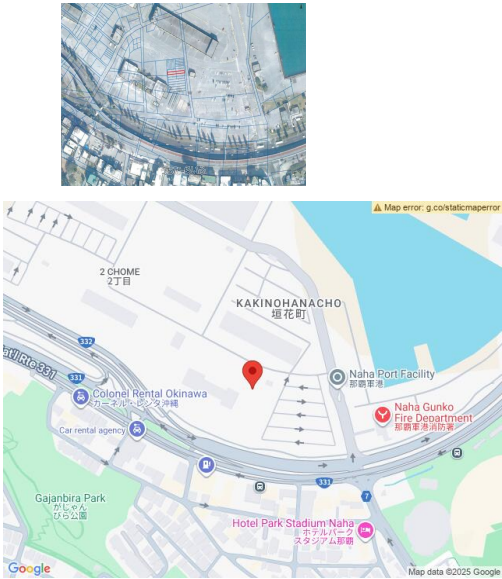 Map error: g.co/staticmaperror
2 CHOME
2丁目
KAKINOHANACHO
垣花町
332
at'l Rte 331
331
Naha Port Facility
那覇軍港
Colonel Rental Okinawa
カーネル・レンタ沖縄
Naha Gunko
Fire Department
那覇軍港消防署
Car rental agency
331
7
Gajanbira Park
がじゃん
びら公園
Hotel Park Stadium Naha
ホテルパーク
スタジアム那覇
Google
Map data ©2025 Google